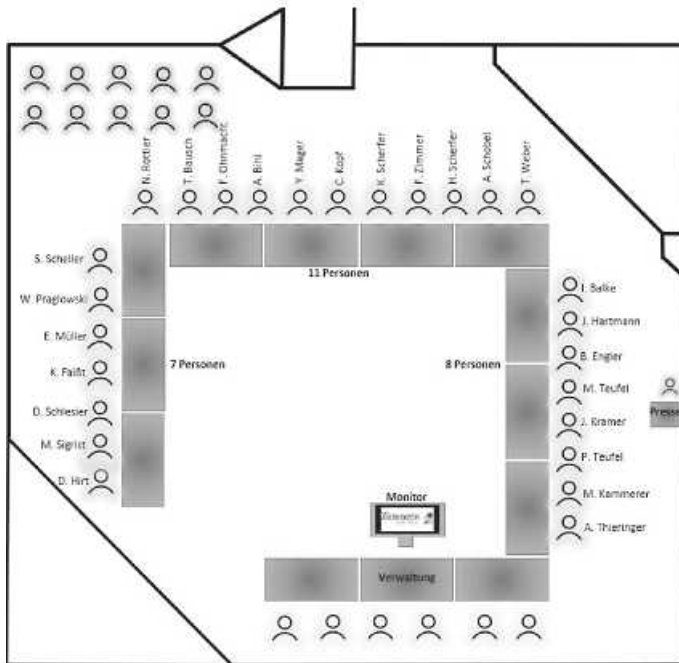 N. Rottler
T. Bausch
F. Ohnmacht
A. Bihl
Y. Mager
C. Kopf
K. Scherfer
F. Zimmer
H. Scherfer
A. Schobel
T. Weber
11 Personen
S. Scheller
W. Praglowski
E. Müller
K. Faißt
D. Schlesier
M. Sigrist
D. Hirt
7 Personen
8 Personen
I. Balke
J. Hartmann
B. Engler
M. Teufel
J. Kramer
P. Teufel
M. Kammerer
A. Thieringer
Presse
Monitor
Verwaltung